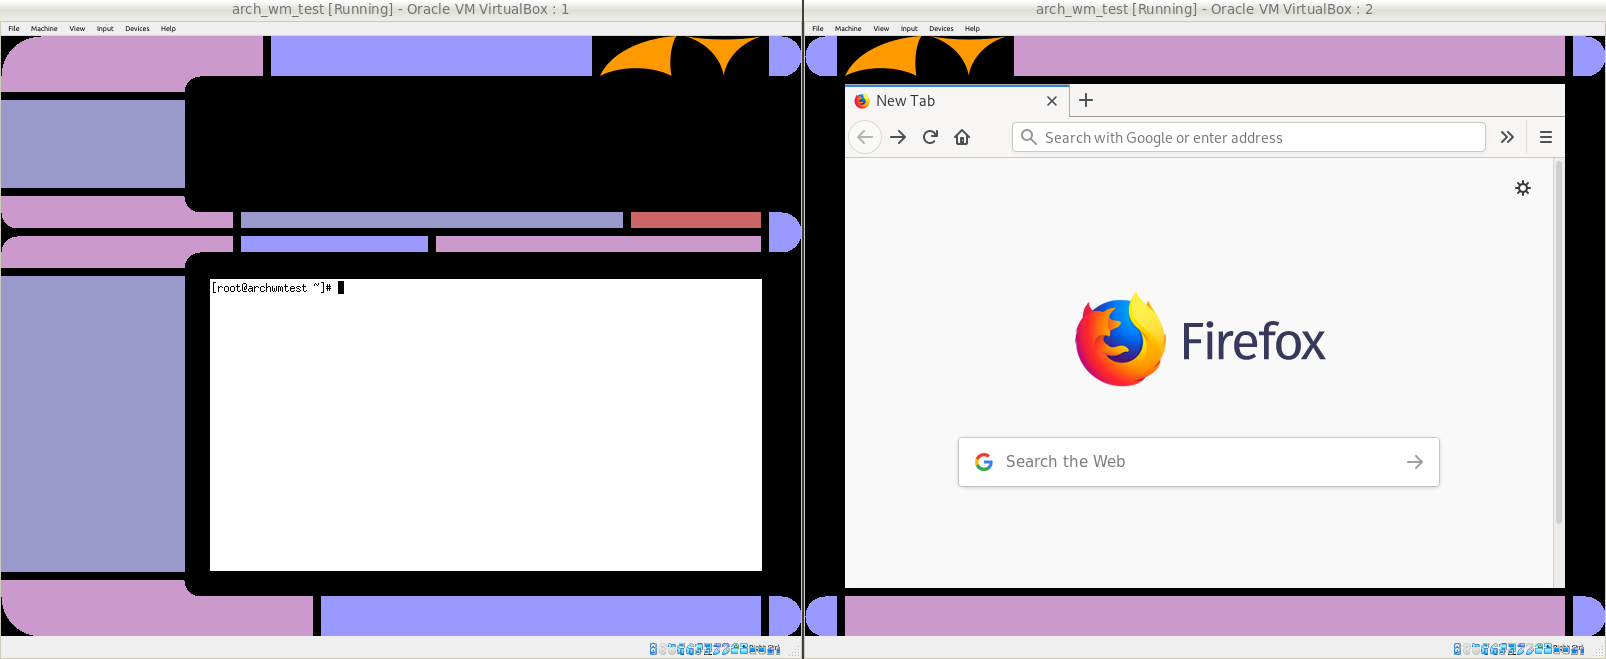 arch_wm_test [Running] - Oracle VM VirtualBox : 1
File Machine View Input Devices Help
[root@archwmtest ~]#
arch_wm_test [Running] - Oracle VM VirtualBox : 2
File Machine View Input Devices Help
New Tab
Search with Google or enter address
Firefox
Search the Web